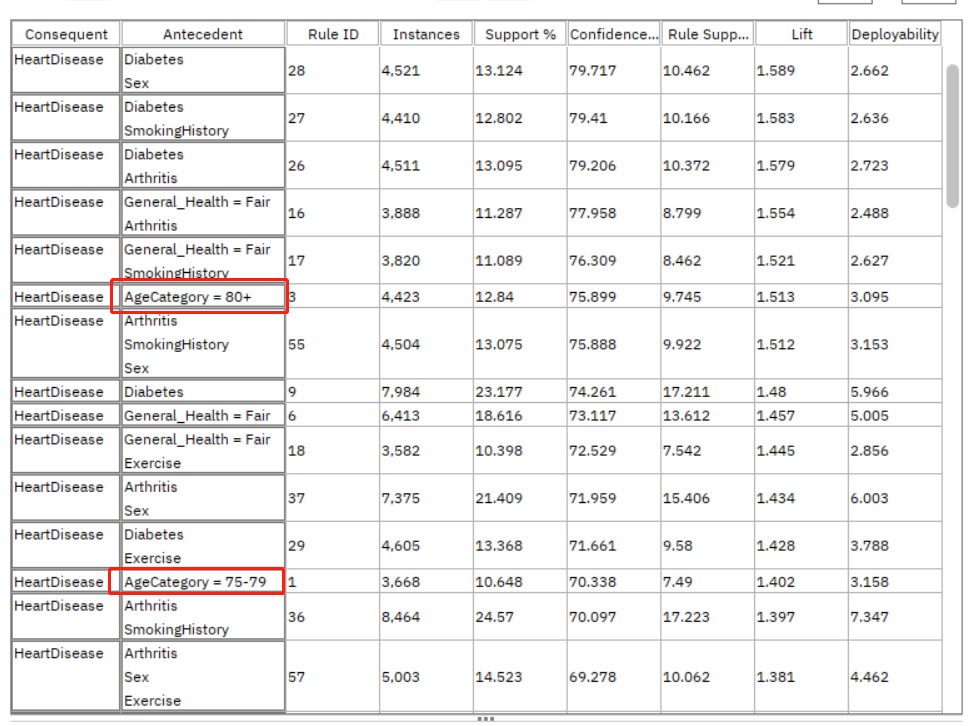 Consequent Antecedent Rule ID Instances Support % Confidence... Rule Supp... Lift Deployability
HeartDisease Diabetes
Sex 28 4,521 13.124 79.717 10.462 1.589 2.662
HeartDisease Diabetes
SmokingHistory 27 4,410 12.802 79.41 10.166 1.583 2.636
HeartDisease Diabetes
Arthritis 26 4,511 13.095 79.206 10.372 1.579 2.723
HeartDisease General_Health = Fair
Arthritis 16 3,888 11.287 77.958 8.799 1.554 2.488
HeartDisease General_Health = Fair
SmokingHistory 17 3,820 11.089 76.309 8.462 1.521 2.627
HeartDisease AgeCategory = 80+ 3 4,423 12.84 75.899 9.745 1.513 3.095
HeartDisease Arthritis
SmokingHistory 55 4,504 13.075 75.888 9.922 1.512 3.153
Sex
HeartDisease Diabetes 9 7,984 23.177 74.261 17.211 1.48 5.966
HeartDisease General_Health = Fair 6 6,413 18.616 73.117 13.612 1.457 5.005
HeartDisease General_Health = Fair
Exercise 18 3,582 10.398 72.529 7.542 1.445 2.856
HeartDisease Arthritis
Sex 37 7,375 21.409 71.959 15.406 1.434 6.003
HeartDisease Diabetes
Exercise 29 4,605 13.368 71.661 9.58 1.428 3.788
HeartDisease AgeCategory = 75-79 1 3,668 10.648 70.338 7.49 1.402 3.158
HeartDisease Arthritis
SmokingHistory 36 8,464 24.57 70.097 17.223 1.397 7.347
HeartDisease Arthritis
Sex 57 5,003 14.523 69.278 10.062 1.381 4.462
Exercise